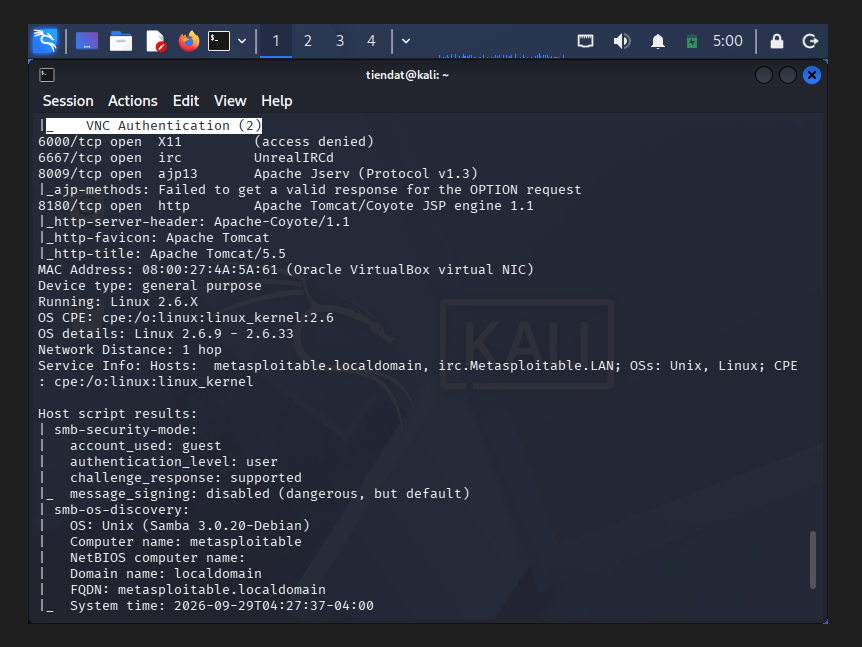 1 2 3 4 5:00
tiendat@kali: ~
Session Actions Edit View Help
|_    VNC Authentication (2)
6000/tcp open  X11         (access denied)
6667/tcp open  irc         UnrealIRCd
8009/tcp open  ajp13       Apache Jserv (Protocol v1.3)
|_ajp-methods: Failed to get a valid response for the OPTION request
8180/tcp open  http        Apache Tomcat/Coyote JSP engine 1.1
|_http-server-header: Apache-Coyote/1.1
|_http-favicon: Apache Tomcat
|_http-title: Apache Tomcat/5.5
MAC Address: 08:00:27:4A:5A:61 (Oracle VirtualBox virtual NIC)
Device type: general purpose
Running: Linux 2.6.X
OS CPE: cpe:/o:linux:linux_kernel:2.6
OS details: Linux 2.6.9 - 2.6.33
Network Distance: 1 hop
Service Info: Hosts:  metasploitable.localdomain, irc.Metasploitable.LAN; OSs: Unix, Linux; CPE
: cpe:/o:linux:linux_kernel
KALI
Host script results:
| smb-security-mode:
|   account_used: guest
|   authentication_level: user
|   challenge_response: supported
|_  message_signing: disabled (dangerous, but default)
| smb-os-discovery:
|   OS: Unix (Samba 3.0.20-Debian)
|   Computer name: metasploitable
|   NetBIOS computer name:
|   Domain name: localdomain
|   FQDN: metasploitable.localdomain
|_  System time: 2026-09-29T04:27:37-04:00